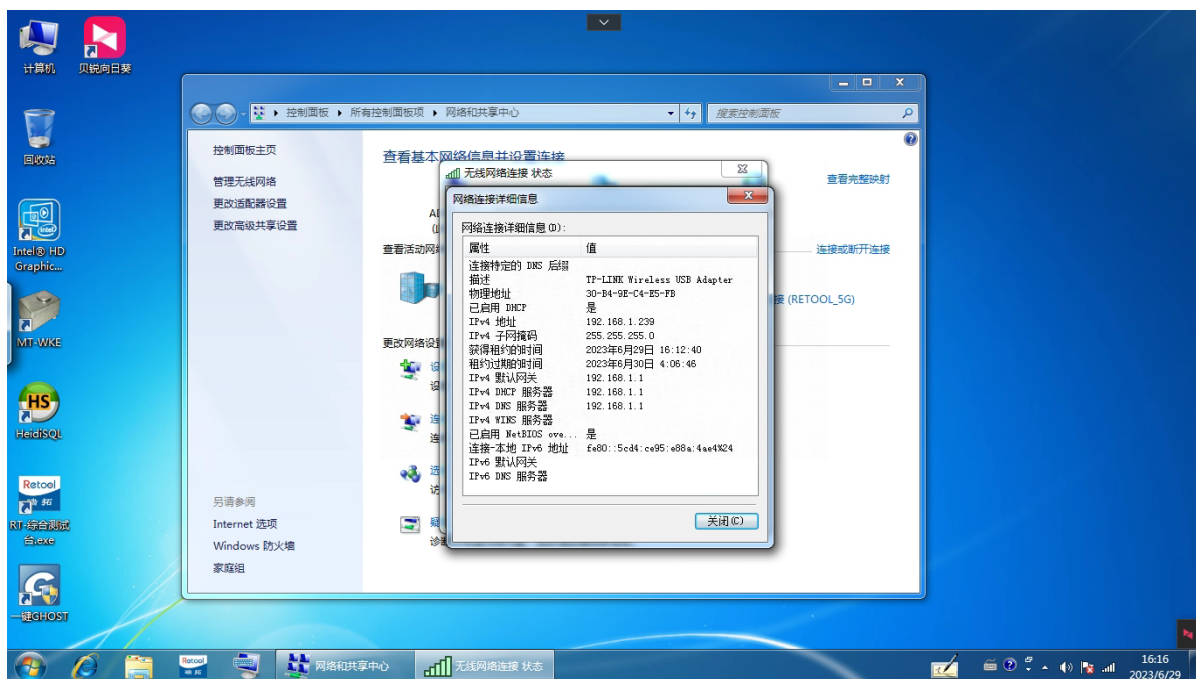 计算机
贝锐向日葵
回收站
Intel® HD
Graphic...
MT-WKE
HS
HeidiSQL
Retool
RT-综合测试
台.exe
一键GHOST
控制面板
所有控制面板项
网络和共享中心
搜索控制面板
控制面板主页
管理无线网络
更改适配器设置
更改高级共享设置
另请参阅
Internet 选项
Windows 防火墙
家庭组
查看基本网络信息并设置连接
查看完整映射
查看活动网
连接或断开连接
接 (RETOOL_5G)
更改网络设
无线网络连接 状态
网络连接详细信息
网络连接详细信息(D):
属性 值
连接特定的 DNS 后缀
描述 TP-LINK Wireless USB Adapter
物理地址 30-B4-9E-C4-E5-FB
已启用 DHCP 是
IPv4 地址 192.168.1.239
IPv4 子网掩码 255.255.255.0
获得租约的时间 2023年6月29日 16:12:40
租约过期的时间 2023年6月30日 4:06:46
IPv4 默认网关 192.168.1.1
IPv4 DHCP 服务器 192.168.1.1
IPv4 DNS 服务器 192.168.1.1
IPv4 WINS 服务器
已启用 NetBIOS ove... 是
连接-本地 IPv6 地址 fe80::5cd4:ce95:e88a:4ae4%24
IPv6 默认网关
IPv6 DNS 服务器
关闭(C)
Retool
网络和共享中心
无线网络连接 状态
16:16
2023/6/29